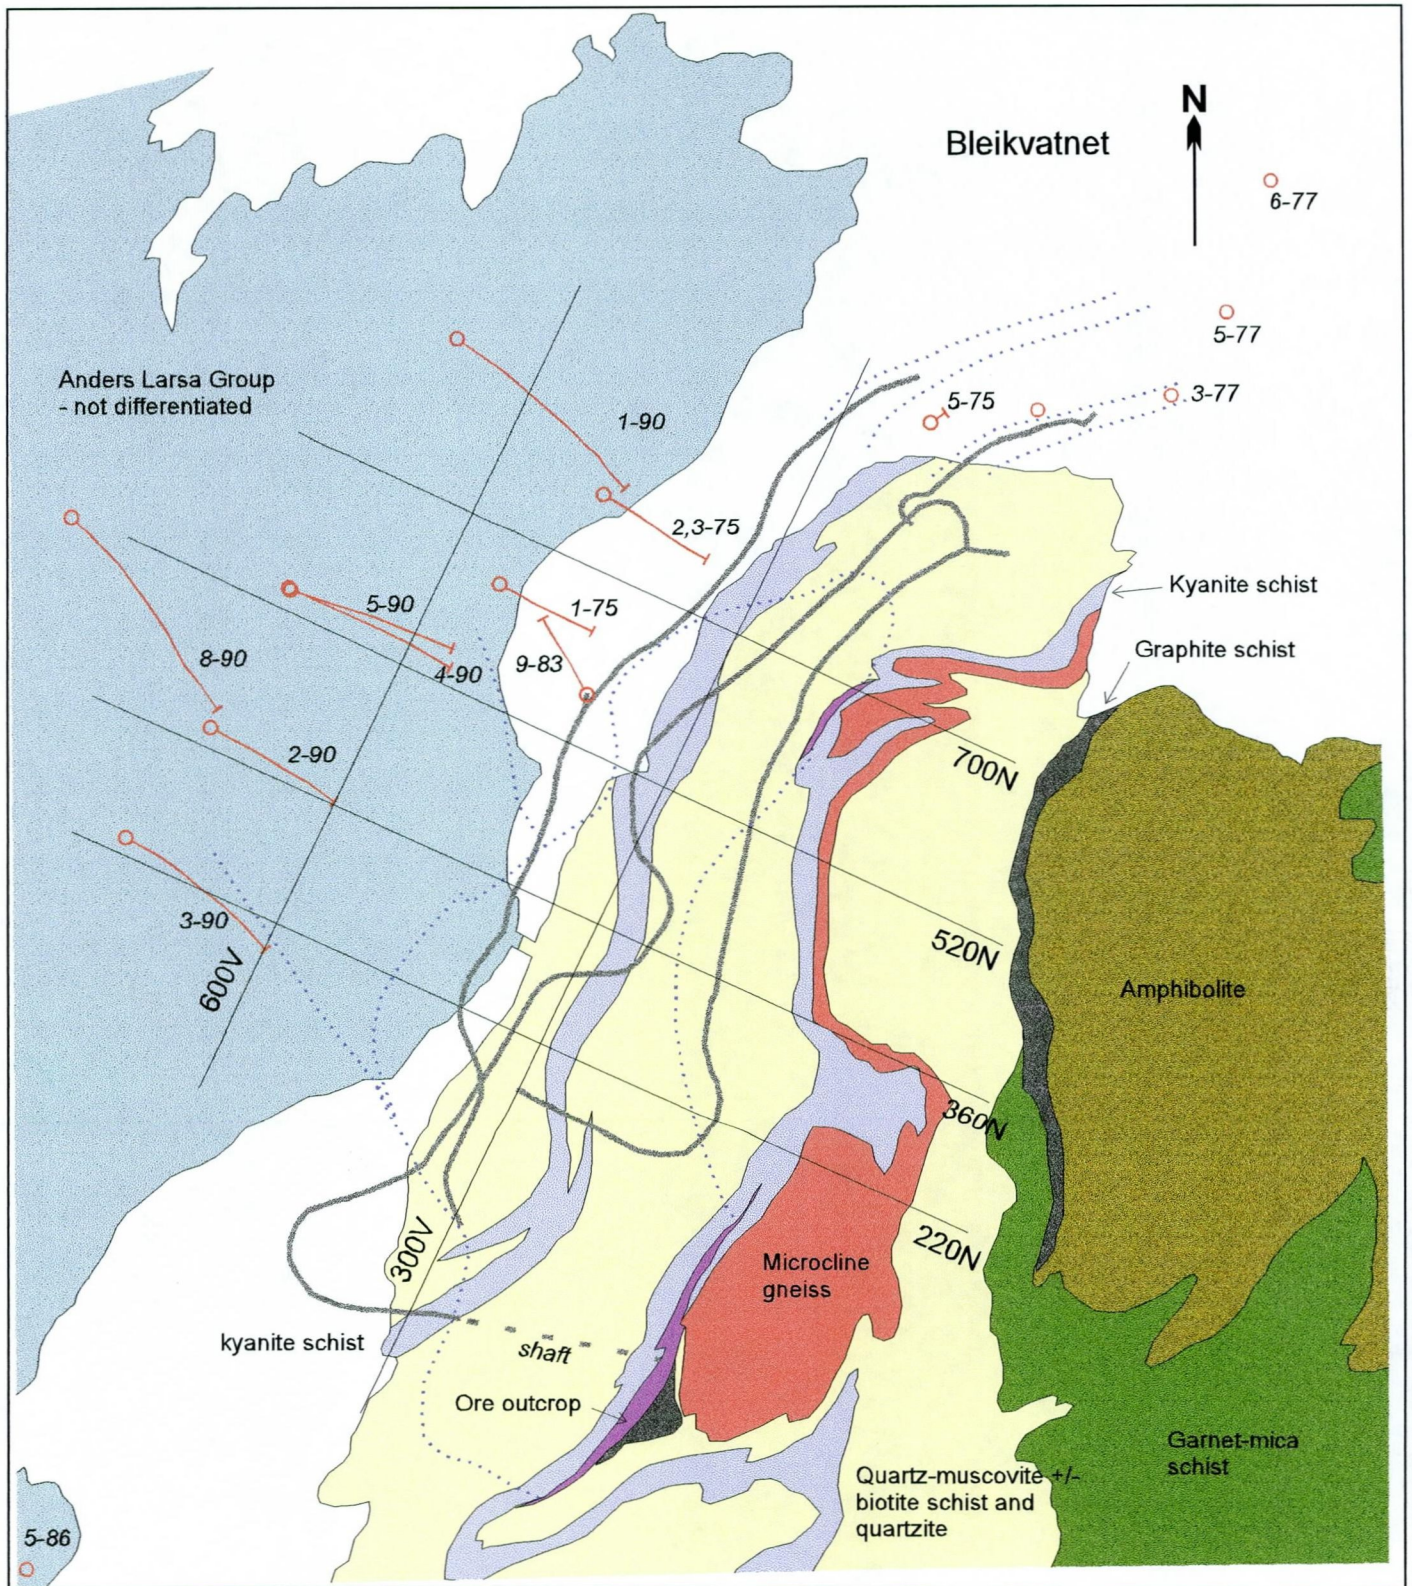 N
Bleikvatnet
6-77
5-77
Anders Larsa Group
- not differentiated
5-75
3-77
1-90
2,3-75
Kyanite schist
5-90
1-75
Graphite schist
8-90
9-83
4-90
2-90
700N
3-90
520N
600V
Amphibolite
360N
300V
220N
Microcline
gneiss
kyanite schist
shaft
Ore outcrop
Garnet-mica
schist
Quartz-muscovite +/-
biotite schist and
quartzite
5-86